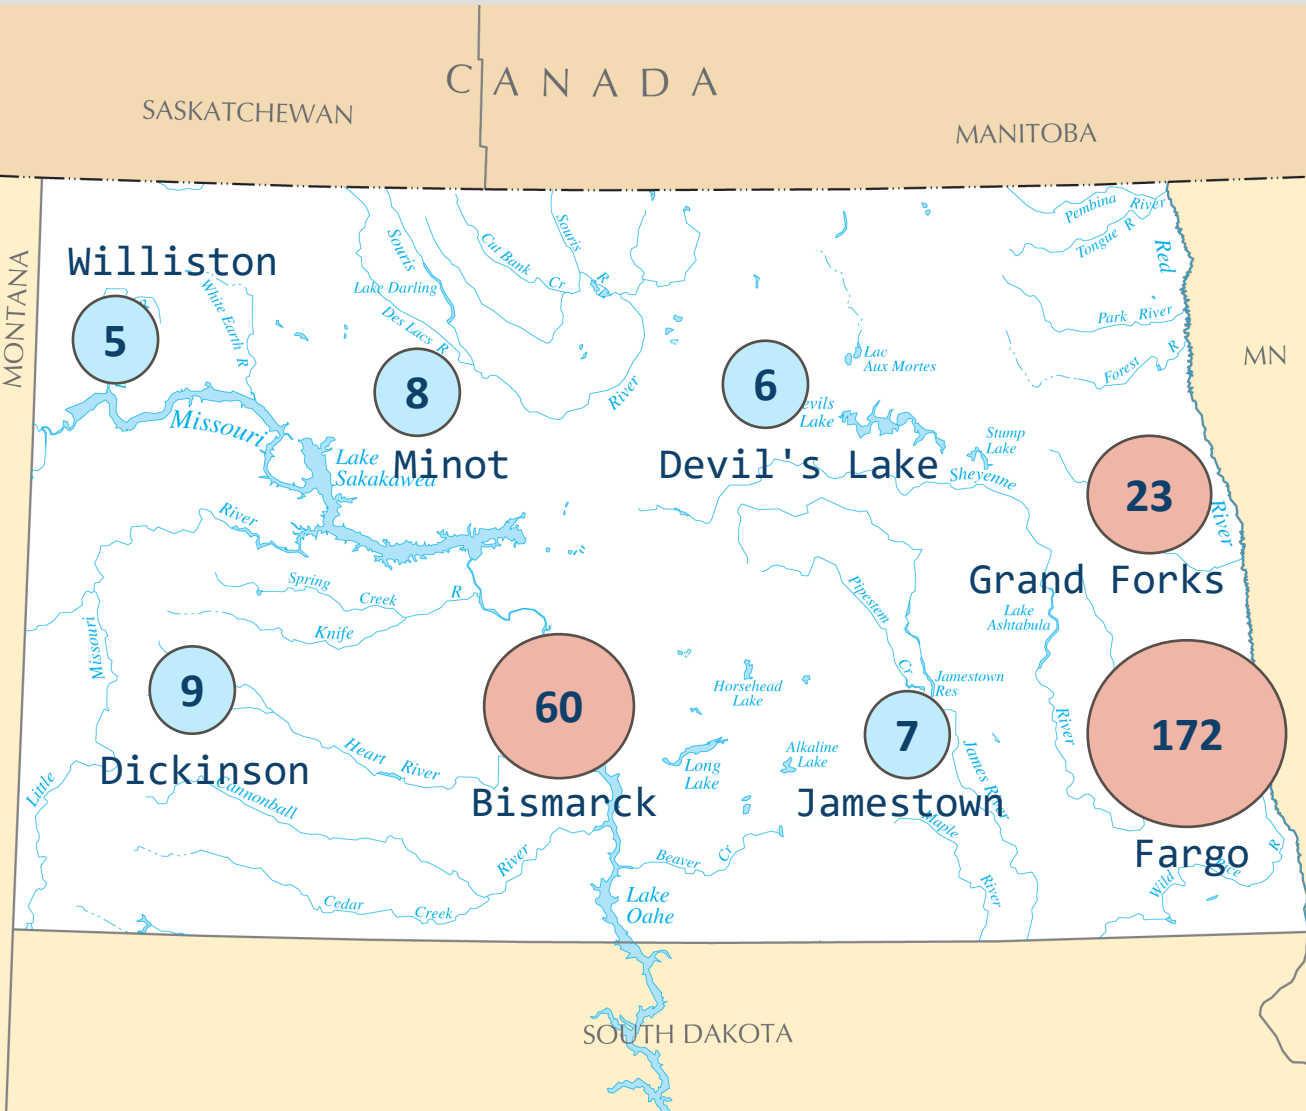 CANADA
SASKATCHEWAN
MANITOBA
MONTANA
MN
Pembina River
Tongue R
Red
Souris
Souris
Cut Bank Cr
R
Williston
White Earth R
Lake Darling
Des Lacs R
Park River
5
Lac
Aux Mortes
Forest R
8
6
River
evils
Lake
Missouri
Stump
Lake
Lake
Sakakawea
Minot
Devil's Lake
Sheyenne
23
River
River
Grand Forks
Spring
Creek
R
Pipestem
Cr
Lake
Ashtabula
Knife
Missouri
9
60
Horsehead
Lake
Jamestown
Res
7
172
River
Heart River
Long
Lake
Alkaline
Lake
James River
Dickinson
Little
Cannonball
Bismarck
Jamestown
Maple
Fargo
River
Beaver
Cr
River
Wild
Rice
R
Cedar
Creek
Lake
Oahe
SOUTH DAKOTA